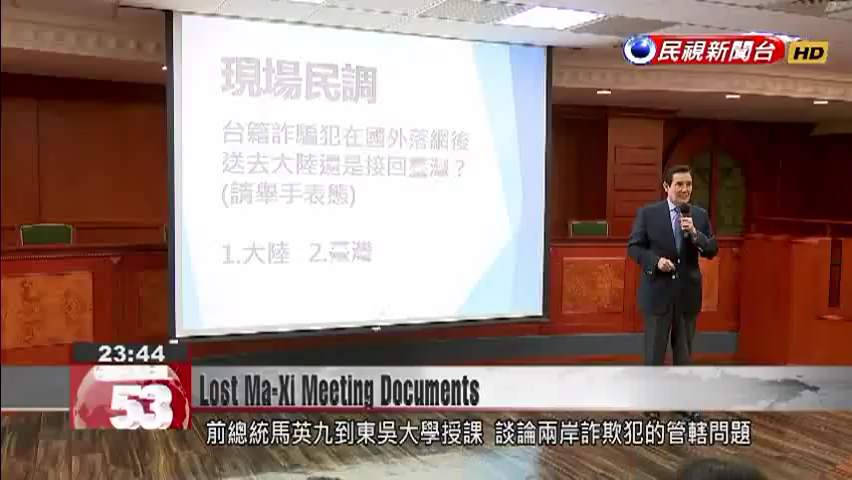 民視新聞台 HD
現場民調
台籍詐騙犯在國外落網後
送去大陸還是接回臺灣？
(請舉手表態)
1.大陸 2.臺灣
23:44
53
Lost Ma-Xi Meeting Documents
前總統馬英九到東吳大學授課 談論兩岸詐欺犯的管轄問題